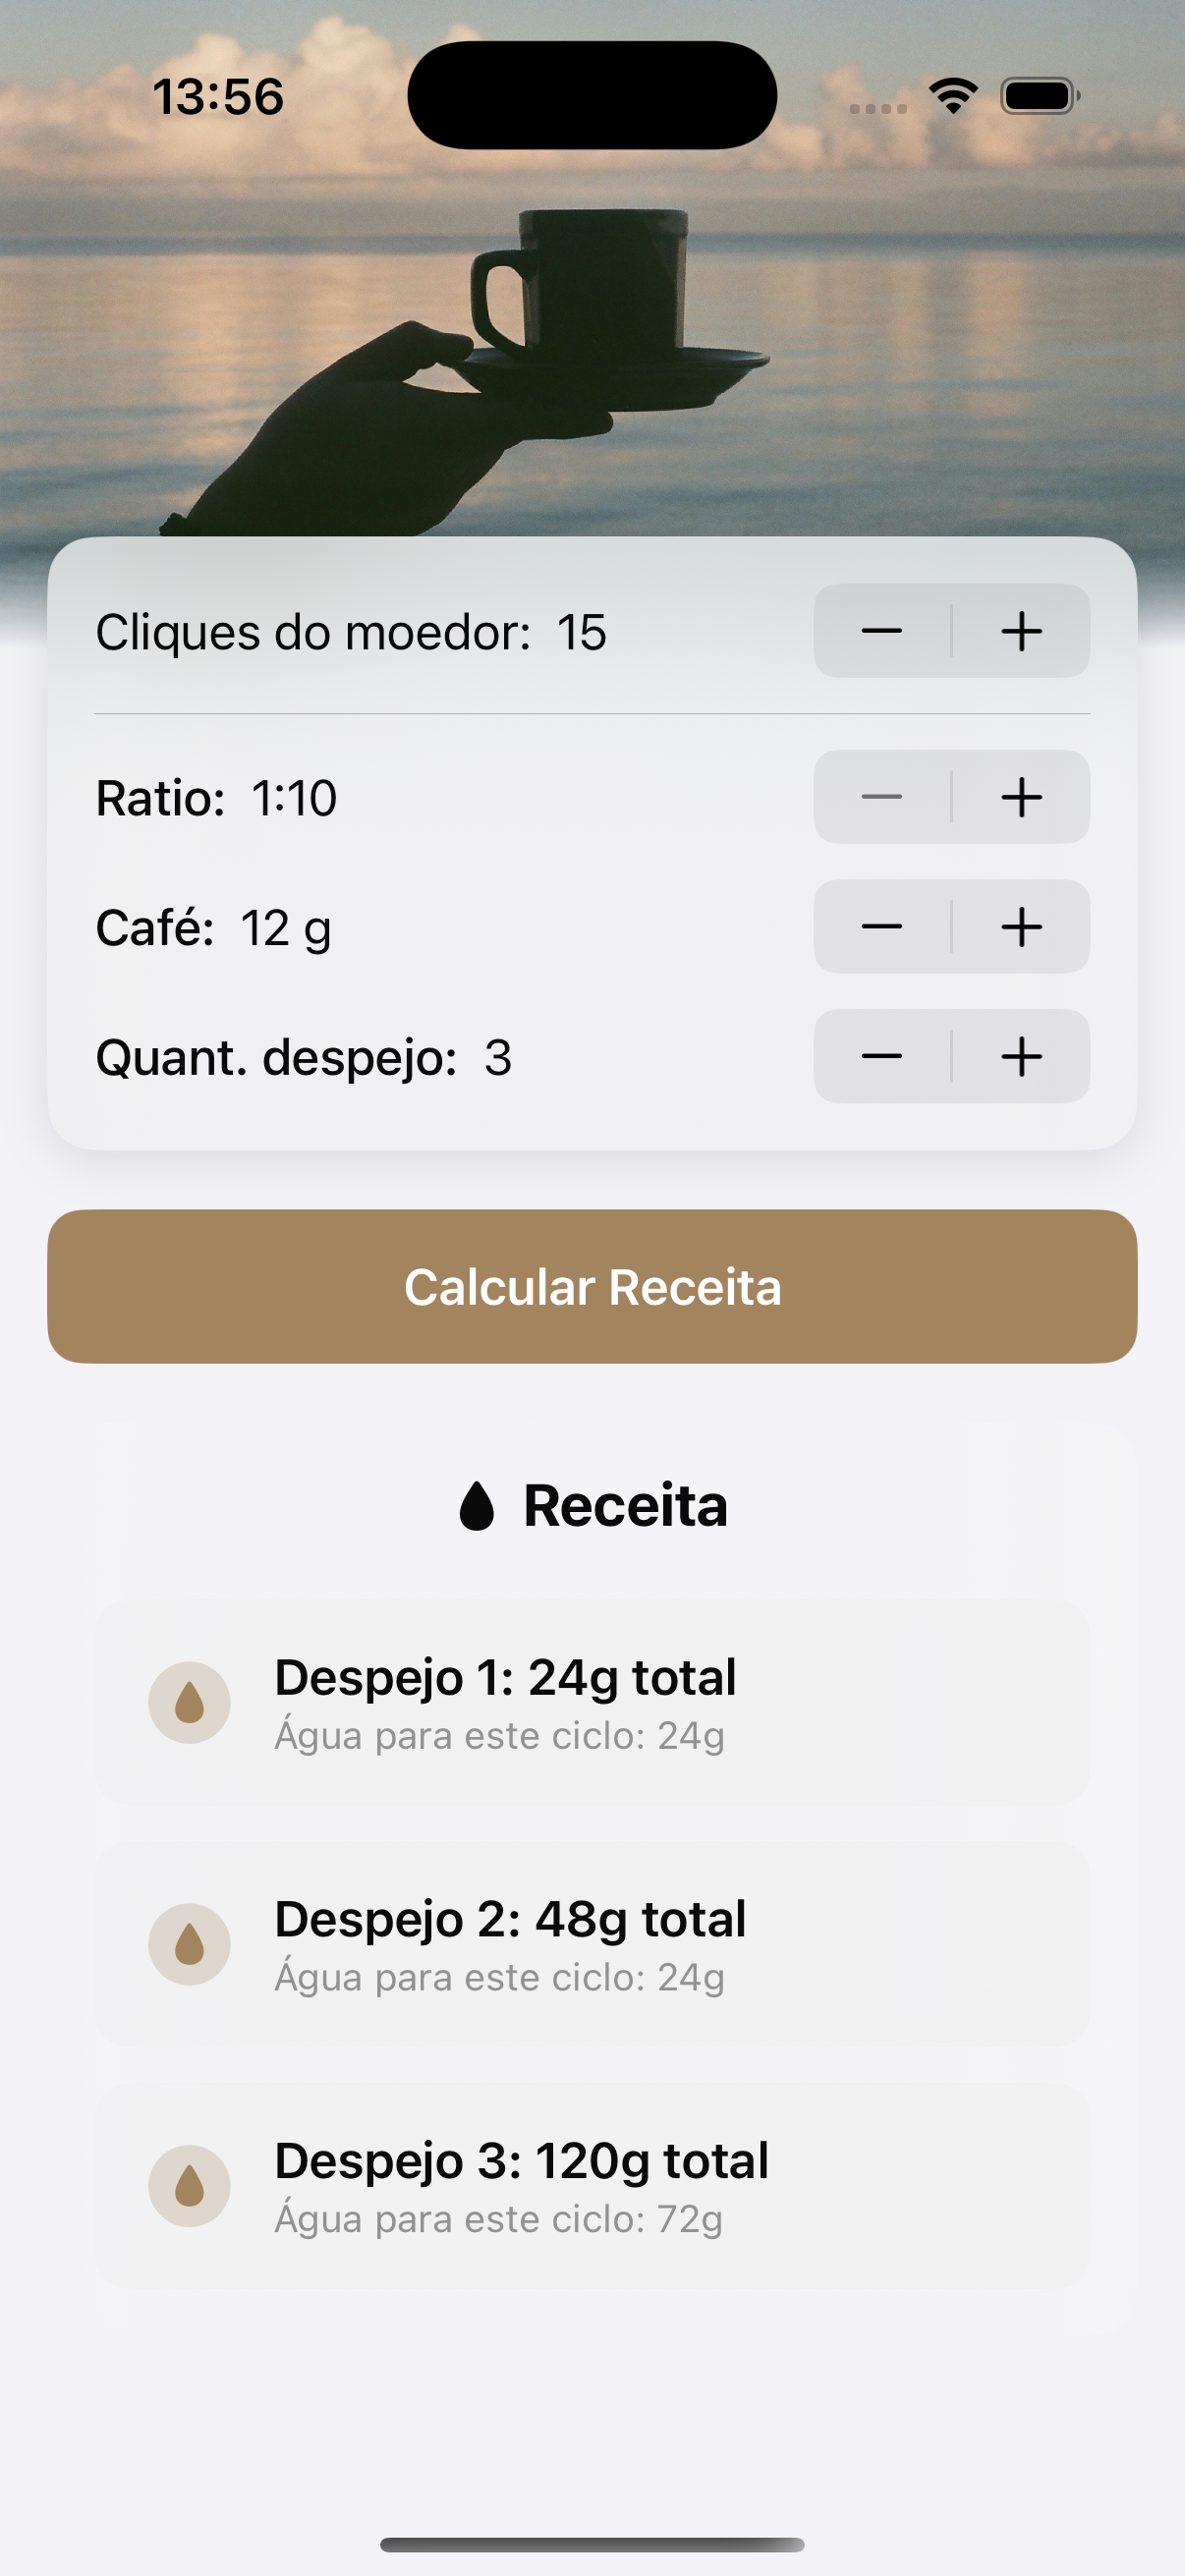 13:56
Cliques do moedor: 15
Ratio: 1:10
Café: 12 g
Quant. despejo: 3
Calcular Receita
Receita
Despejo 1: 24g total
Água para este ciclo: 24g
Despejo 2: 48g total
Água para este ciclo: 24g
Despejo 3: 120g total
Água para este ciclo: 72g